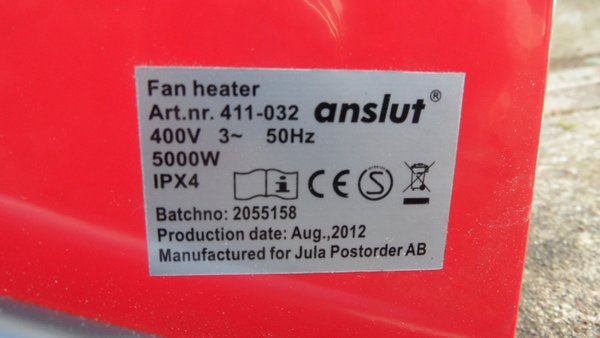 Fan heater
Art.nr. 411-032 anslut®
400V 3~ 50Hz
5000W
IPX4 i CE S
Batchno: 2055158
Production date: Aug.,2012
Manufactured for Jula Postorder AB